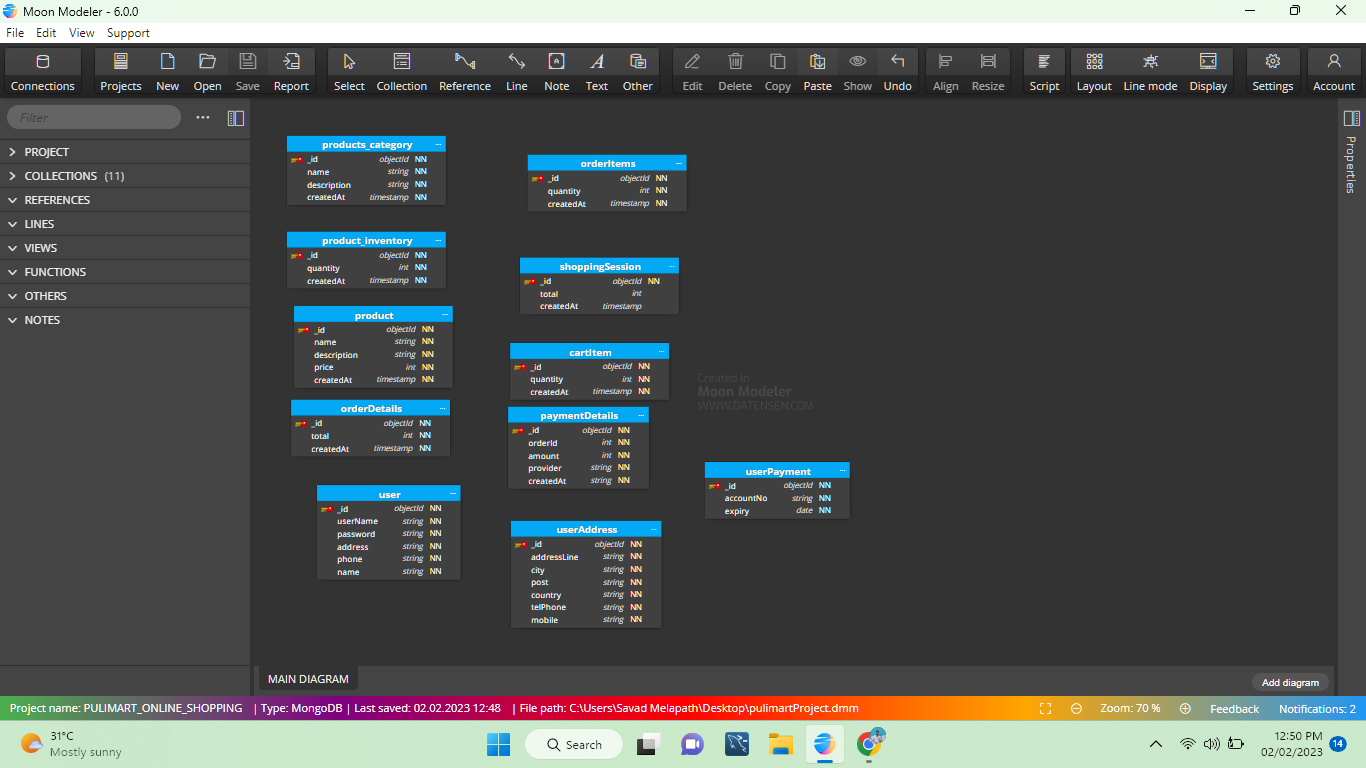 Moon Modeler - 6.0.0
File Edit View Support
Connections Projects New Open Save Report Select Collection Reference Line Note Text Other Edit Delete Copy Paste Show Undo Align Resize Script Layout Line mode Display Settings Account
Filter
PROJECT
COLLECTIONS (11)
REFERENCES
LINES
VIEWS
FUNCTIONS
OTHERS
NOTES
products_category
_id objectId NN
name string NN
description string NN
createdAt timestamp NN
product_inventory
_id objectId NN
quantity int NN
createdAt timestamp NN
product
_id objectId NN
name string NN
description string NN
price int NN
createdAt timestamp NN
orderDetails
_id objectId NN
total int NN
createdAt timestamp NN
user
_id objectId NN
userName string NN
password string NN
address string NN
phone string NN
name string NN
orderItems
_id objectId NN
quantity int NN
createdAt timestamp NN
shoppingSession
_id objectId NN
total int
createdAt timestamp
cartItem
_id objectId NN
quantity int NN
createdAt timestamp NN
paymentDetails
_id objectId NN
orderId int NN
amount int NN
provider string NN
createdAt string NN
userAddress
_id objectId NN
addressLine string NN
city string NN
post string NN
country string NN
telPhone string NN
mobile string NN
Created in
Moon Modeler
WWW.DATENSEN.COM
userPayment
_id objectId NN
accountNo string NN
expiry date NN
Properties
MAIN DIAGRAM
Add diagram
Project name: PULIMART_ONLINE_SHOPPING | Type: MongoDB | Last saved: 02.02.2023 12:48 | File path: C:\Users\Savad Melapath\Desktop\pulimartProject.dmm Zoom: 70 % Feedback Notifications: 2
31°C
Mostly sunny
Search
12:50 PM
02/02/2023
14